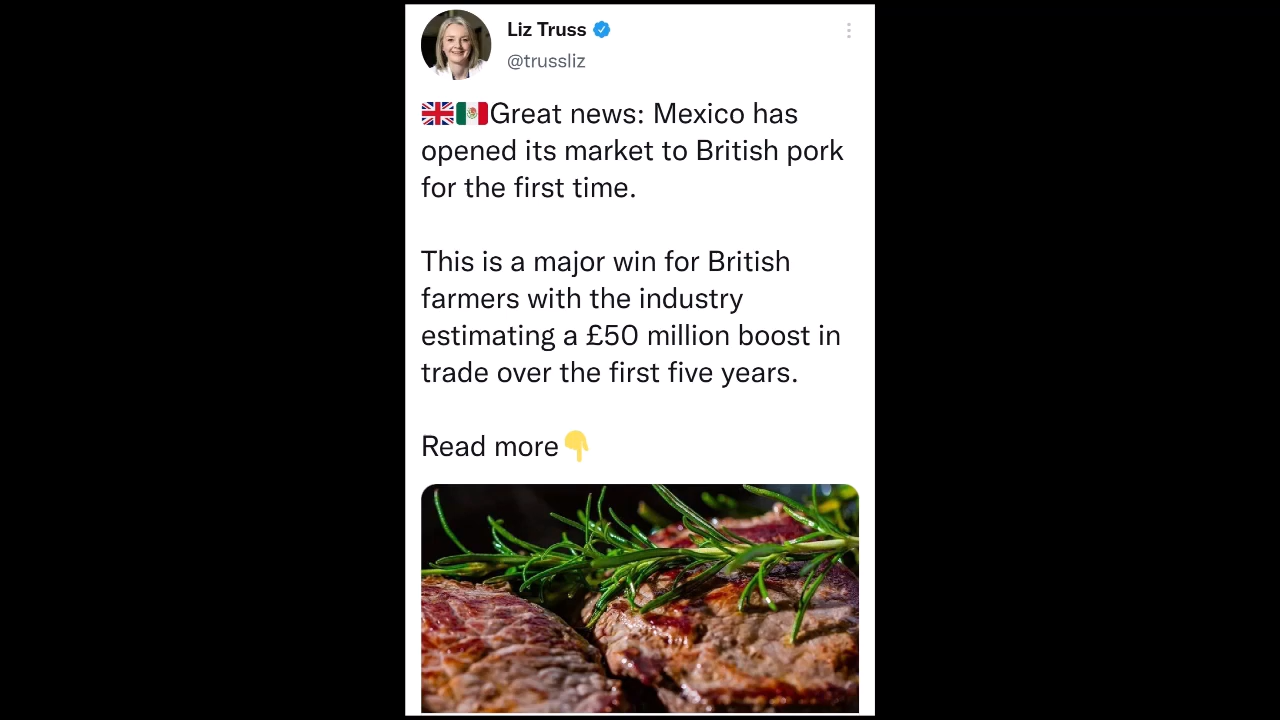 Liz Truss
@trussliz
🇬🇧🇲🇽Great news: Mexico has
opened its market to British pork
for the first time.
This is a major win for British
farmers with the industry
estimating a £50 million boost in
trade over the first five years.
Read more👇